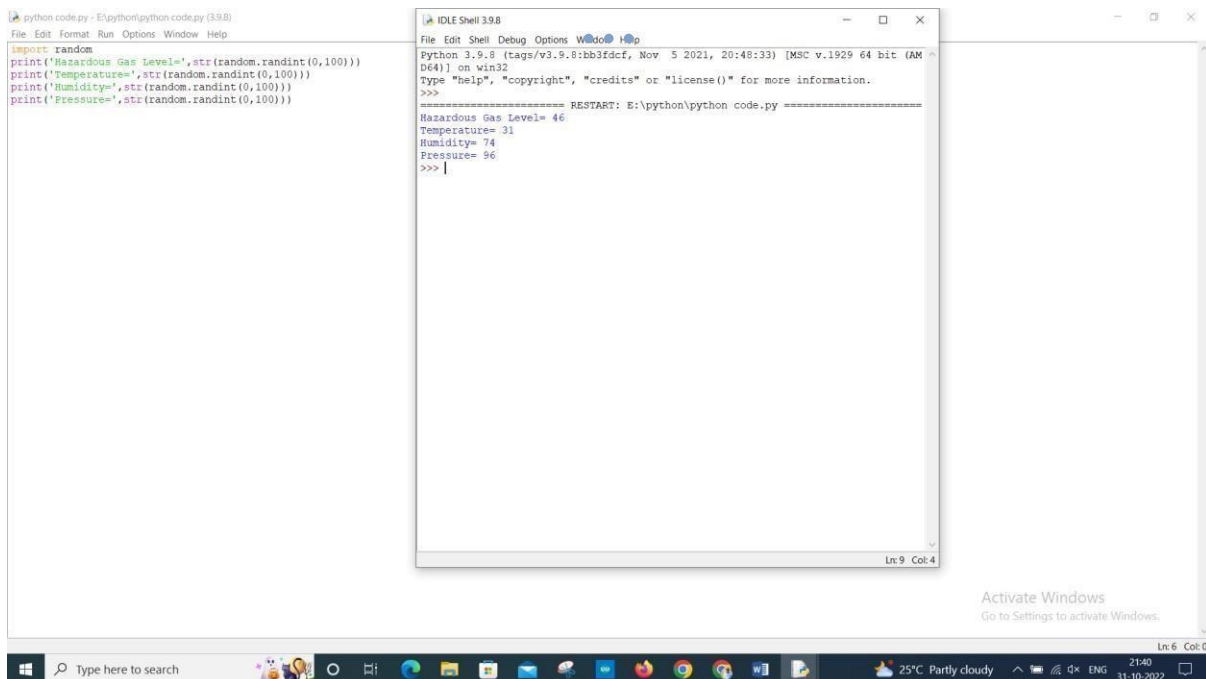 python code.py - E:\python\python code.py (3.9.8)
File Edit Format Run Options Window Help
import random
print('Hazardous Gas Level=',str(random.randint(0,100)))
print('Temperature=',str(random.randint(0,100)))
print('Humidity=',str(random.randint(0,100)))
print('Pressure=',str(random.randint(0,100)))
IDLE Shell 3.9.8
File Edit Shell Debug Options Window Help
Python 3.9.8 (tags/v3.9.8:bb3fdcf, Nov 5 2021, 20:48:33) [MSC v.1929 64 bit (AM
D64)] on win32
Type "help", "copyright", "credits" or "license()" for more information.
>>>
====================== RESTART: E:\python\python code.py =====================
Hazardous Gas Level= 46
Temperature= 31
Humidity= 74
Pressure= 96
>>>
Ln: 9 Col: 4
Activate Windows
Go to Settings to activate Windows.
Ln: 6 Col: 0
Type here to search
25°C Partly cloudy
ENG
21:40
31-10-2022